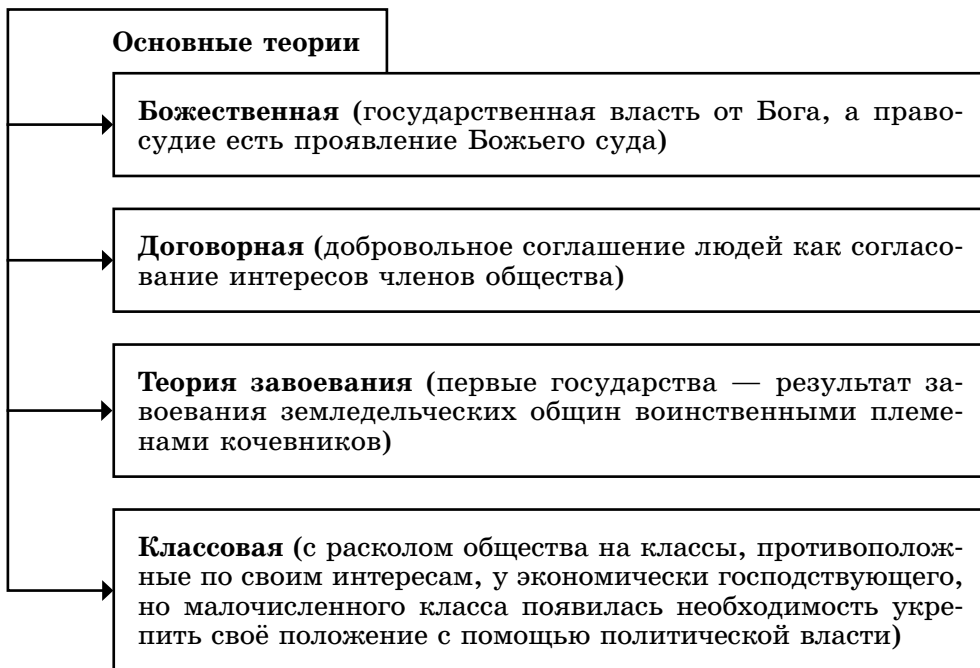 Основные теории
Божественная (государственная власть от Бога, а право-
судие есть проявление Божьего суда)
Договорная (добровольное соглашение людей как согласо-
вание интересов членов общества)
Теория завоевания (первые государства — результат за-
воевания земледельческих общин воинственными племе-
нами кочевников)
Классовая (с расколом общества на классы, противополож-
ные по своим интересам, у экономически господствующего,
но малочисленного класса появилась необходимость укре-
пить своё положение с помощью политической власти)